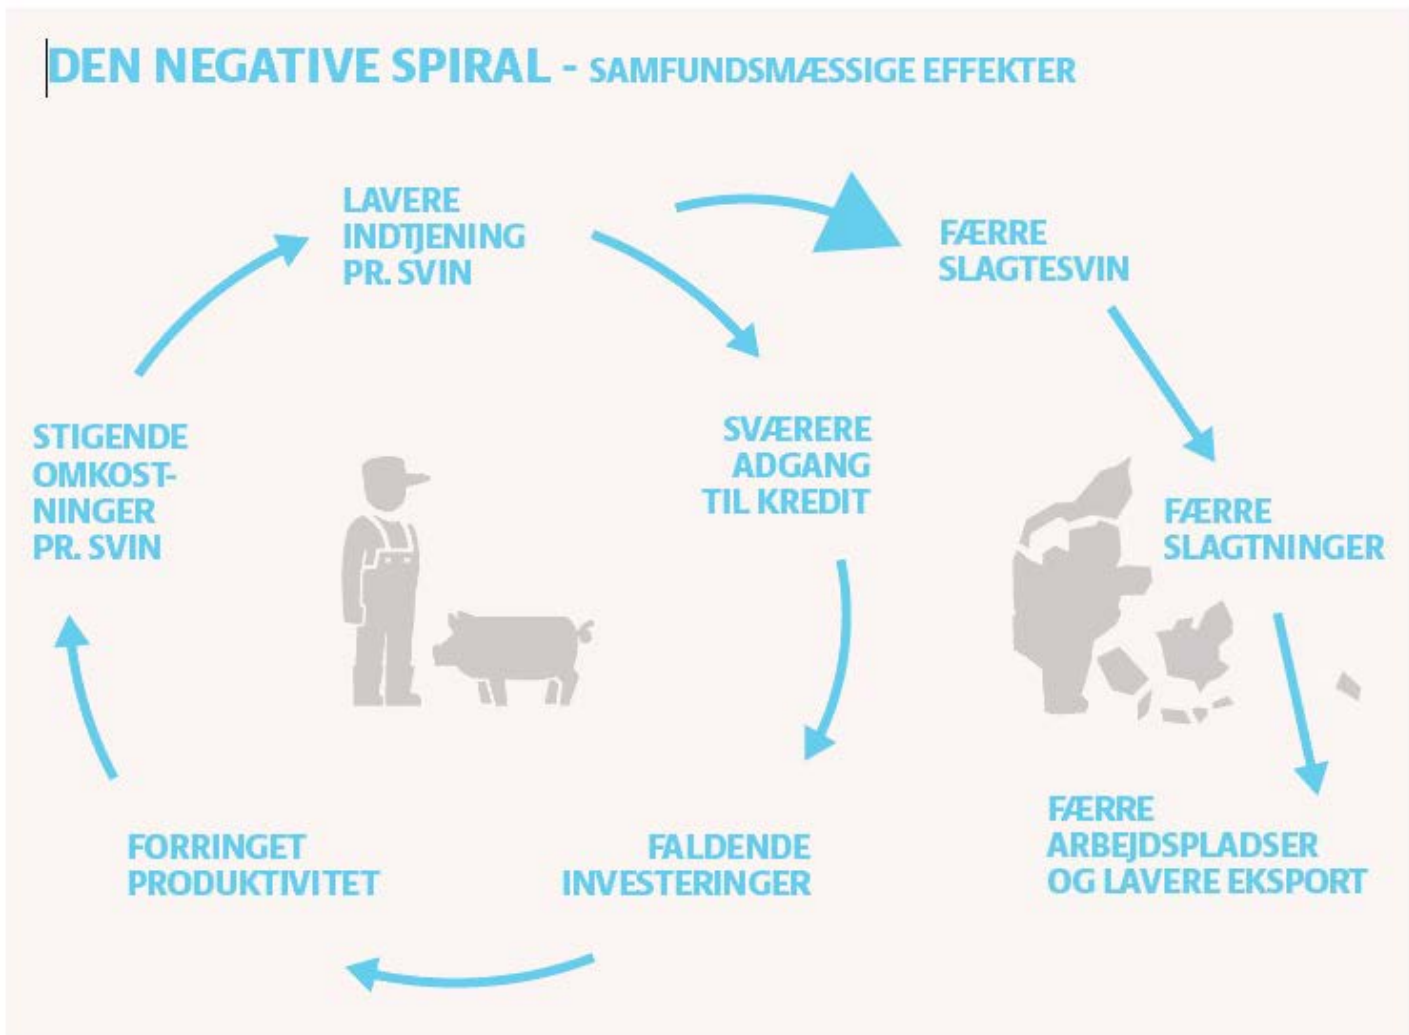 DEN NEGATIVE SPIRAL - SAMFUNDSMÆSSIGE EFFEKTER
LAVERE
INDTJENING
PR. SVIN
FÆRRE
SLAGTESVIN
SVÆRERE
ADGANG
TIL KREDIT
STIGENDE
OMKOST-
NINGER
PR. SVIN
FÆRRE
SLAGTNINGER
FORRINGET
PRODUKTIVITET
FALDENDE
INVESTERINGER
FÆRRE
ARBEJDSPLADSER
OG LAVERE EKSPORT